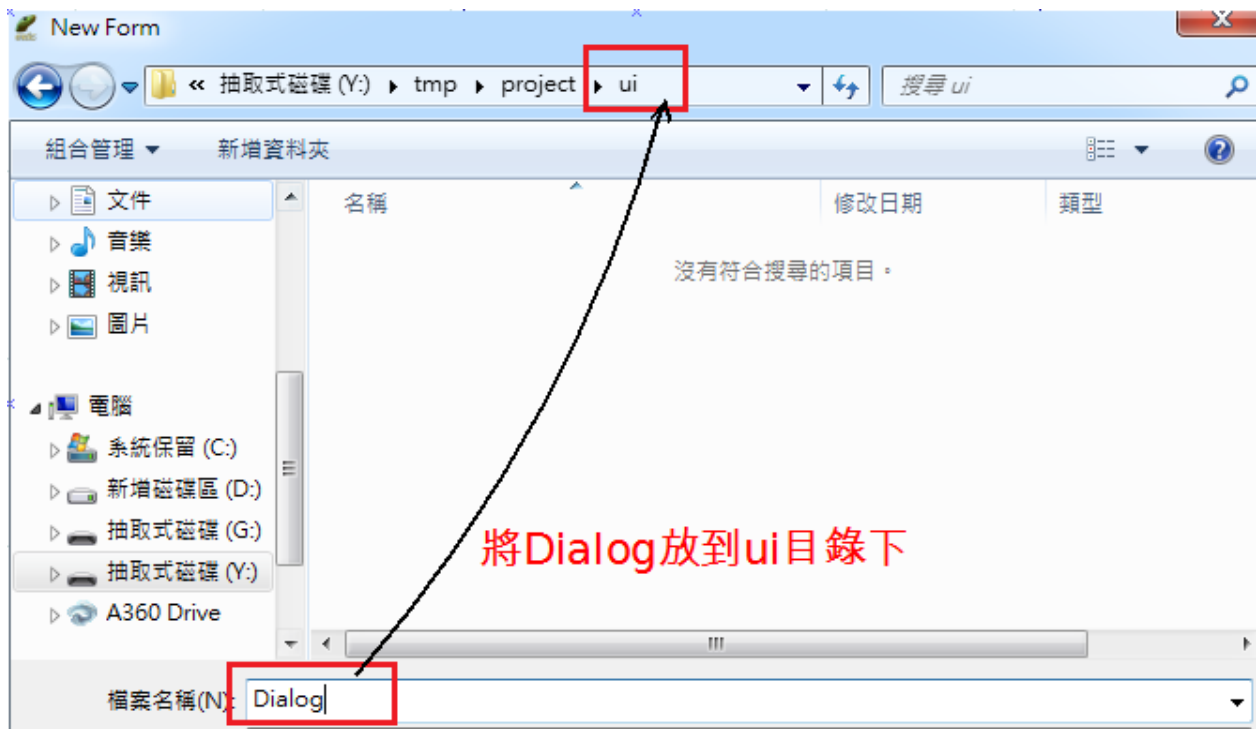 New Form
« 抽取式磁碟 (Y:) ▸ tmp ▸ project ▸ ui
搜尋 ui
組合管理
新增資料夾
文件
音樂
視訊
圖片
電腦
系統保留 (C:)
新增磁碟區 (D:)
抽取式磁碟 (G:)
抽取式磁碟 (Y:)
A360 Drive
名稱
修改日期
類型
沒有符合搜尋的項目。
將Dialog放到ui目錄下
檔案名稱(N):
Dialog